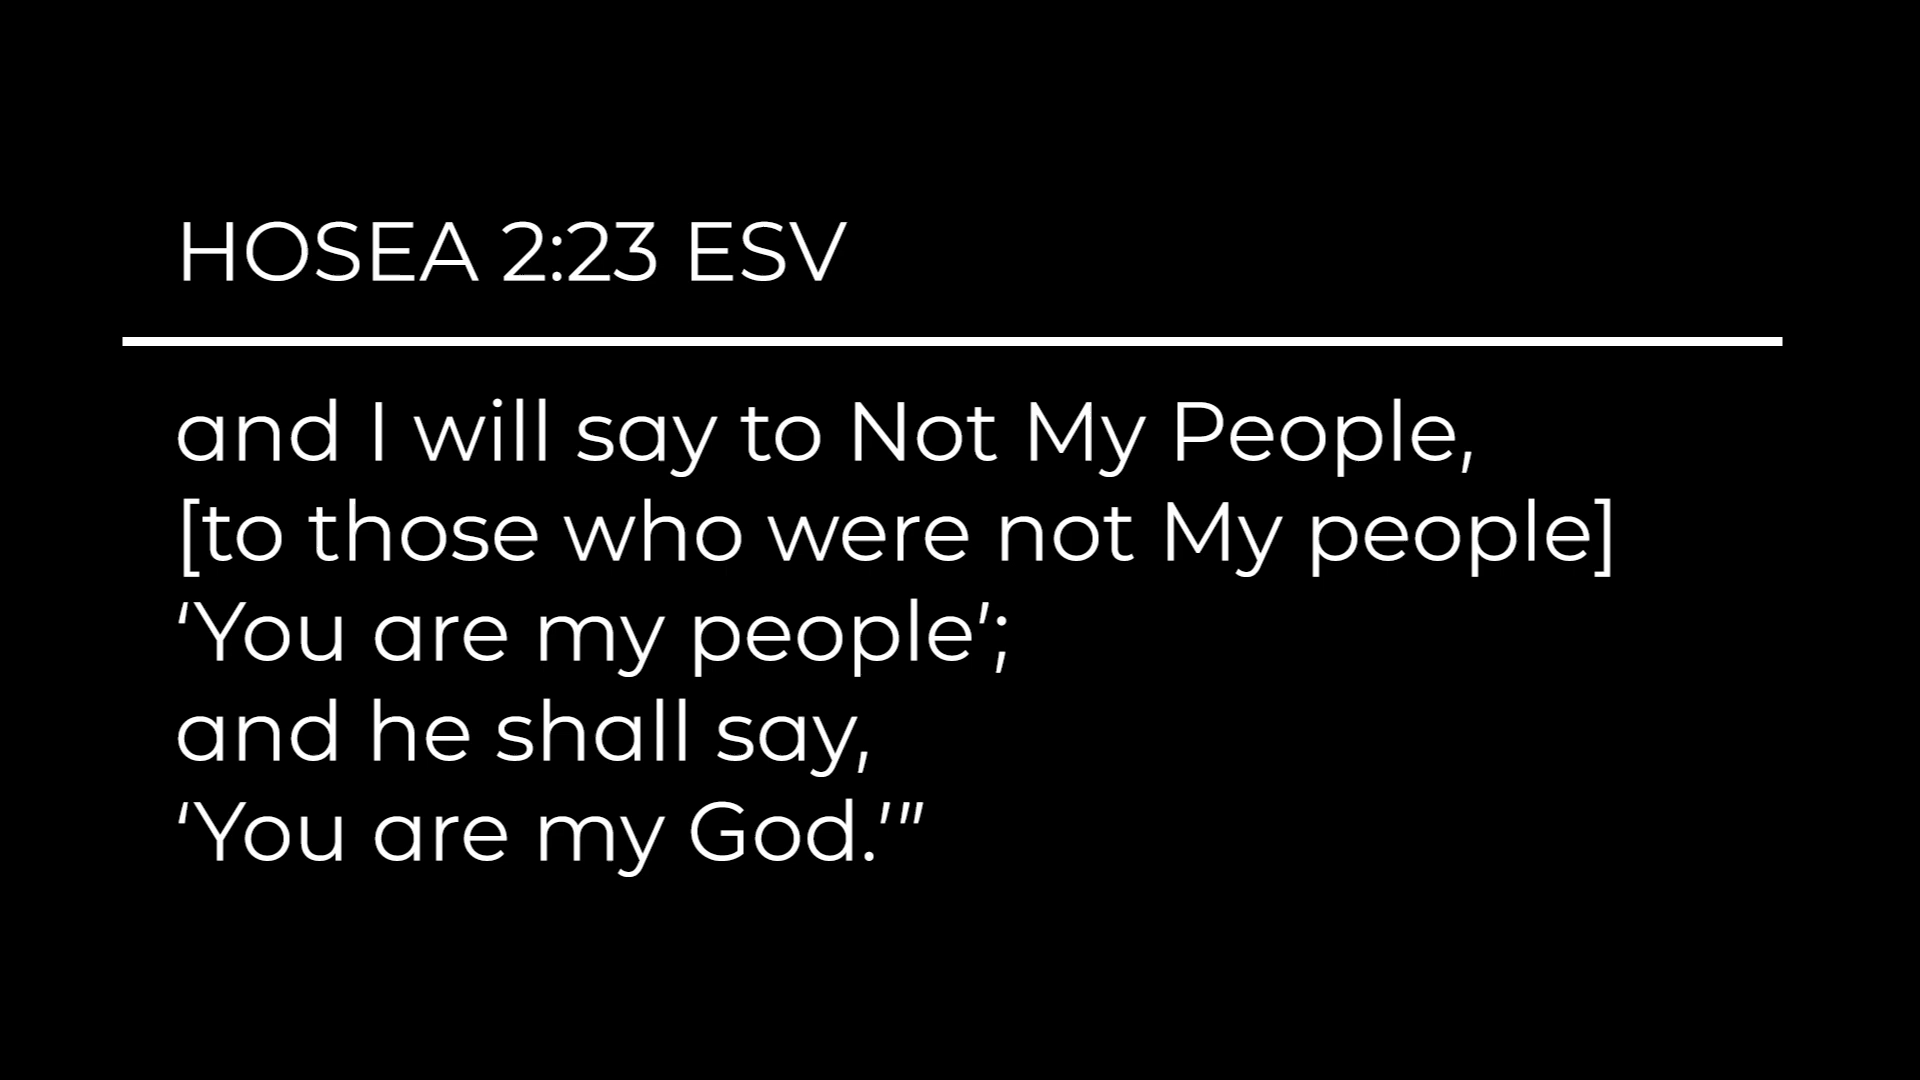 HOSEA 2:23 ESV
and I will say to Not My People,
[to those who were not My people]
‘You are my people’;
and he shall say,
‘You are my God.’”